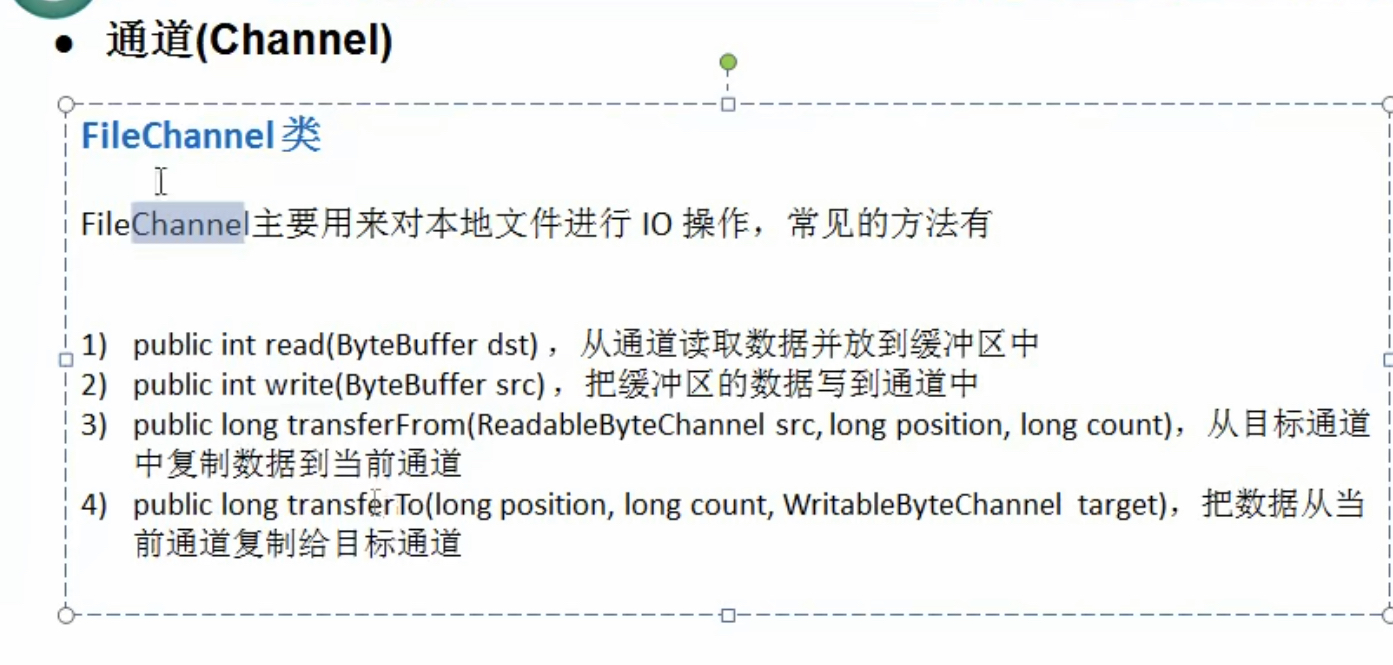 • 通道(Channel)
FileChannel 类
FileChannel主要用来对本地文件进行 IO 操作，常见的方法有
1) public int read(ByteBuffer dst) ，从通道读取数据并放到缓冲区中
2) public int write(ByteBuffer src) ，把缓冲区的数据写到通道中
3) public long transferFrom(ReadableByteChannel src, long position, long count)，从目标通道
中复制数据到当前通道
4) public long transferTo(long position, long count, WritableByteChannel target)，把数据从当
前通道复制给目标通道